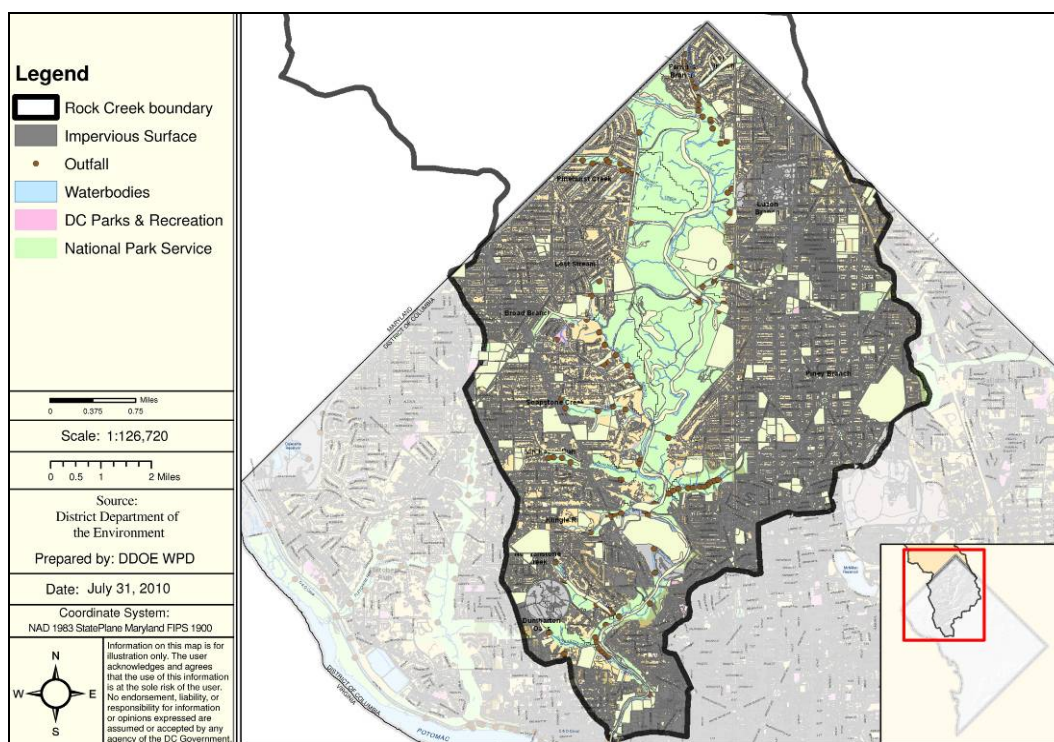 Legend
Rock Creek boundary
Impervious Surface
Outfall
Waterbodies
DC Parks & Recreation
National Park Service
Miles
0 0.375 0.75
Scale: 1:126,720
0 0.5 1 2 Miles
Source:
District Department of
the Environment
Prepared by: DDOE WPD
Date: July 31, 2010
Coordinate System:
NAD 1983 StatePlane Maryland FIPS 1900
N
W E
S
Information on this map is for
illustration only. The user
acknowledges and agrees
that the use of this information
is at the sole risk of the user.
No endorsement, liability, or
responsibility for information
or opinions expressed are
assumed or accepted by any
agency of the DC Government.
Branch
Pinehurst Creek
Luzon
Lost Stream
MARYLAND
DISTRICT OF COLUMBIA
Broad Branch
Piney Branch
Soapstone Creek
Creek
Dumbarton
DISTRICT OF COLUMBIA
VIRGINIA
POTOMAC